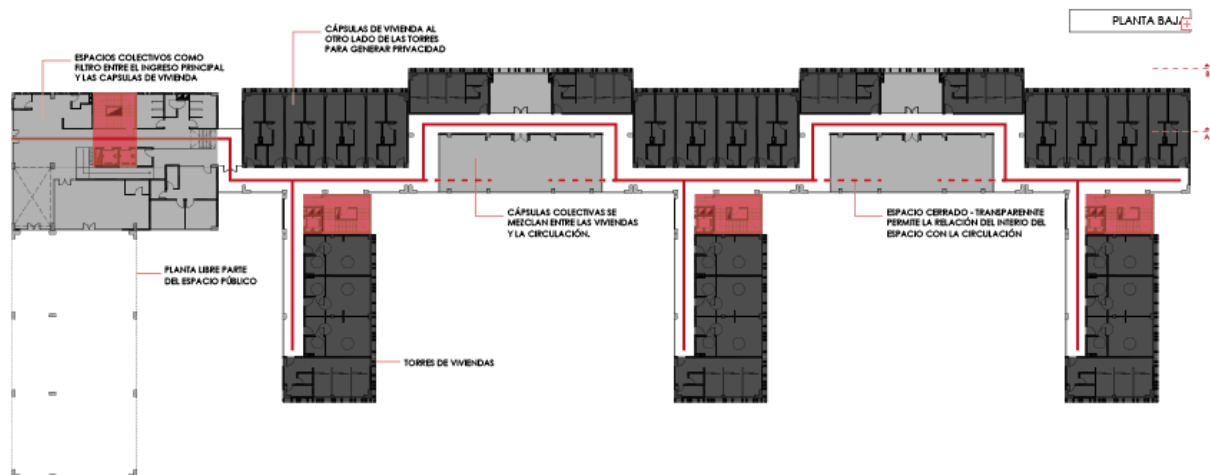 PLANTA BAJA
CÁPSULAS DE VIVIENDA AL
OTRO LADO DE LAS TORRES
PARA GENERAR PRIVACIDAD
ESPACIOS COLECTIVOS COMO
FILTRO ENTRE EL INGRESO PRINCIPAL
Y LAS CAPSULAS DE VIVIENDA
B
A
CÁPSULAS COLECTIVAS SE
MEZCLAN ENTRE LAS VIVIENDAS
Y LA CIRCULACIÓN.
ESPACIO CERRADO - TRANSPARENNTE
PERMITE LA RELACIÓN DEL INTERIO DEL
ESPACIO CON LA CIRCULACIÓN
PLANTA LIBRE PARTE
DEL ESPACIO PÚBLICO
TORRES DE VIVIENDAS